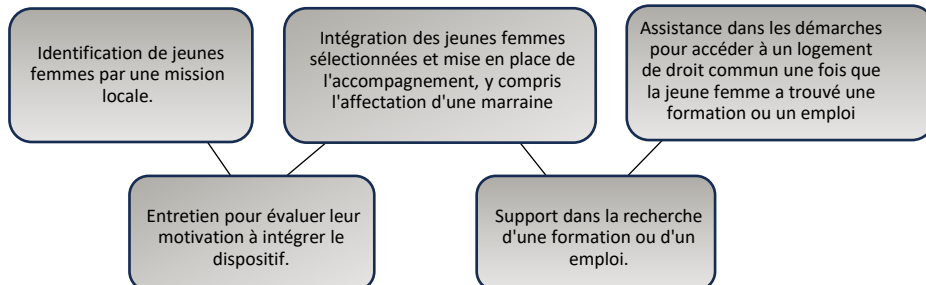 Identification de jeunes
femmes par une mission
locale.
Entretien pour évaluer leur
motivation à intégrer le
dispositif.
Intégration des jeunes femmes
sélectionnées et mise en place de
l'accompagnement, y compris
l'affectation d'une marraine
Support dans la recherche
d'une formation ou d'un
emploi.
Assistance dans les démarches
pour accéder à un logement
de droit commun une fois que
la jeune femme a trouvé une
formation ou un emploi